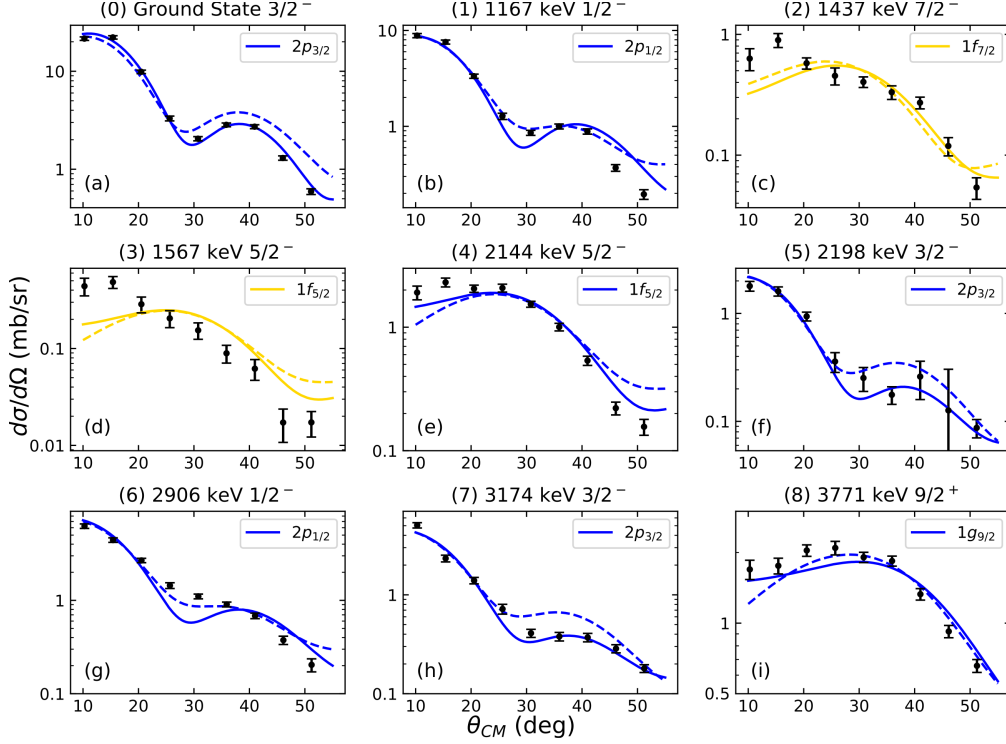 (0) Ground State 3/2⁻
2p₃/₂
10
1
(a)
10 20 30 40 50
(1) 1167 keV 1/2⁻
2p₁/₂
10
1
0.1
(b)
10 20 30 40 50
(2) 1437 keV 7/2⁻
1f₇/₂
1
0.1
(c)
10 20 30 40 50
dσ/dΩ (mb/sr)
(3) 1567 keV 5/2⁻
1f₅/₂
0.1
0.01
(d)
10 20 30 40 50
(4) 2144 keV 5/2⁻
1f₅/₂
1
0.1
(e)
10 20 30 40 50
(5) 2198 keV 3/2⁻
2p₃/₂
1
0.1
(f)
10 20 30 40 50
(6) 2906 keV 1/2⁻
2p₁/₂
1
0.1
(g)
10 20 30 40 50
(7) 3174 keV 3/2⁻
2p₃/₂
1
0.1
(h)
10 20 30 40 50
(8) 3771 keV 9/2⁺
1g₉/₂
1
0.5
(i)
10 20 30 40 50
θ_CM (deg)